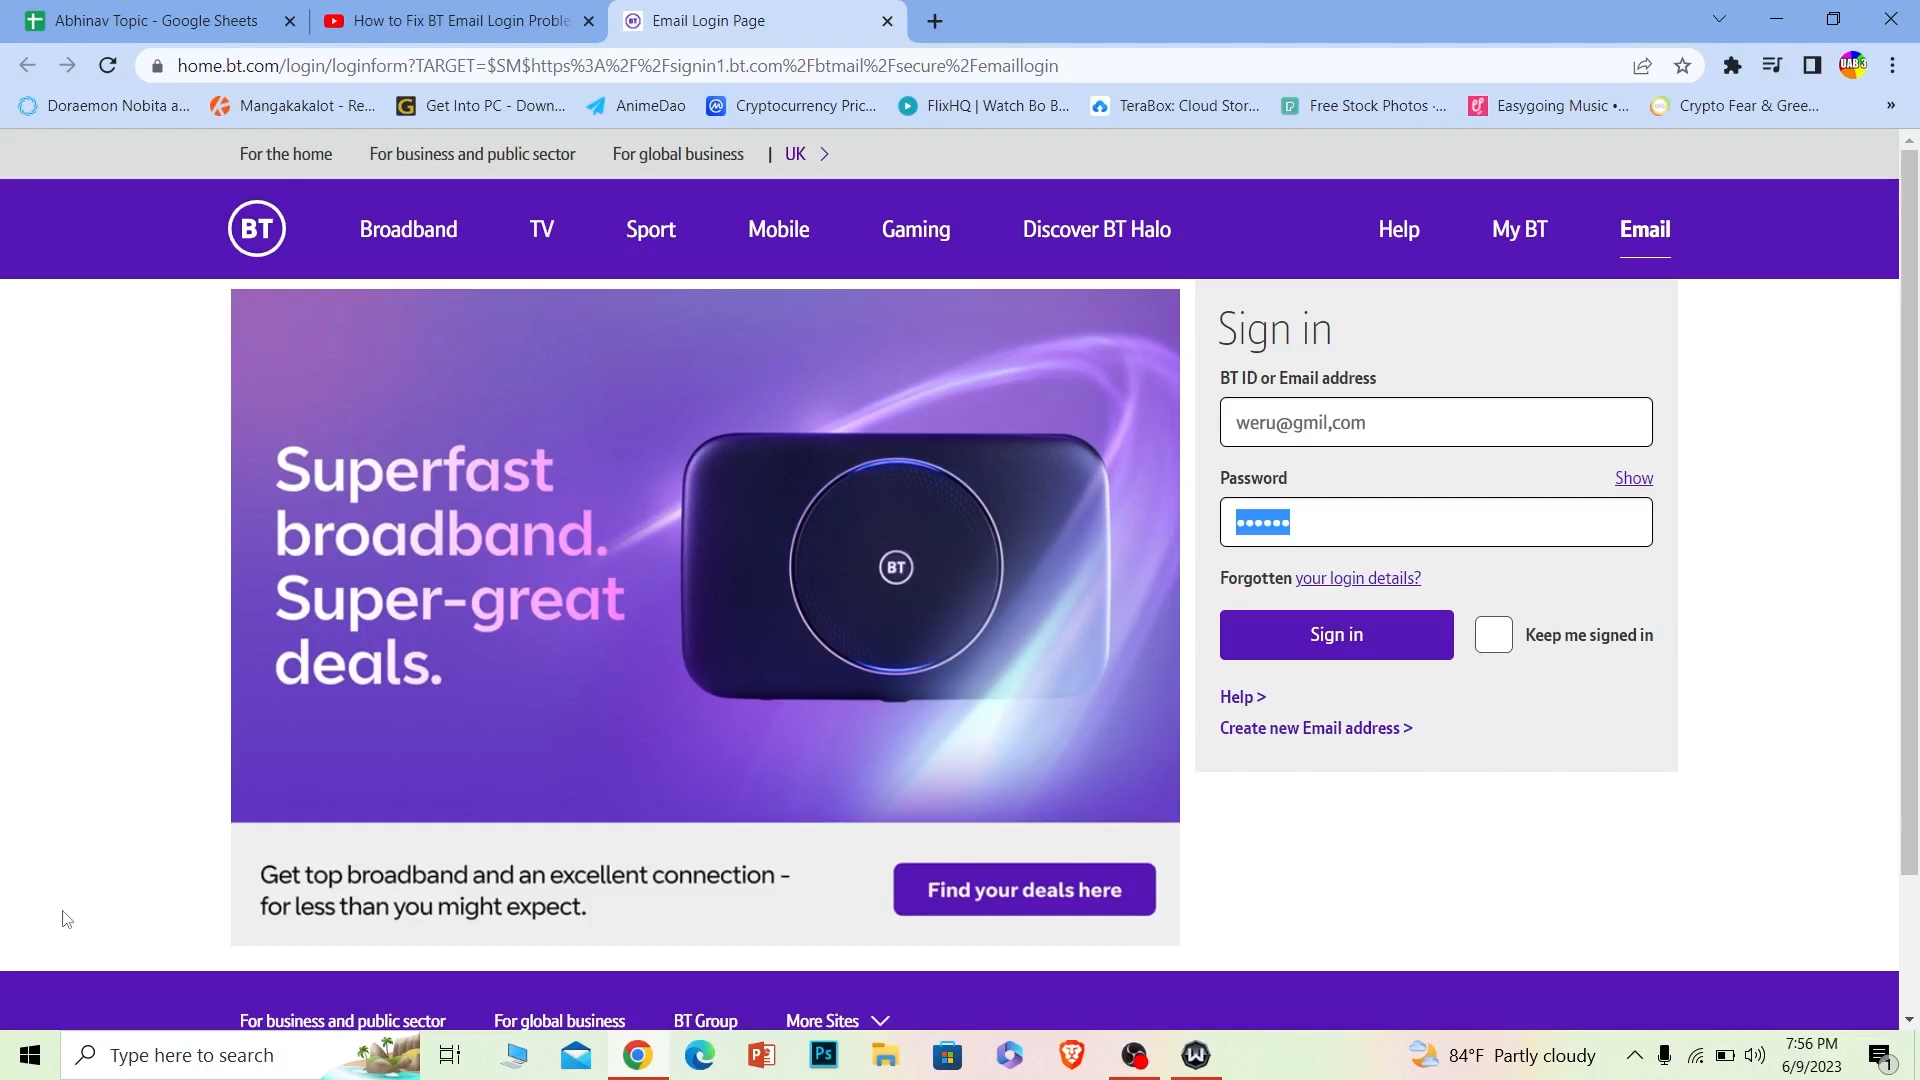 Abhinav Topic - Google Sheets
How to Fix BT Email Login Proble
Email Login Page
home.bt.com/login/loginform?TARGET=$SM$https%3A%2F%2Fsignin1.bt.com%2Fbtmail%2Fsecure%2Femaillogin
UAB 3
Doraemon Nobita a...
Mangakakalot - Re...
Get Into PC - Down...
AnimeDao
Cryptocurrency Pric...
FlixHQ | Watch Bo B...
TeraBox: Cloud Stor...
Free Stock Photos ·...
Easygoing Music •...
Crypto Fear & Gree...
»
For the home
For business and public sector
For global business
| UK
BT
Broadband
TV
Sport
Mobile
Gaming
Discover BT Halo
Help
My BT
Email
Superfast
broadband.
Super-great
deals.
BT
Get top broadband and an excellent connection -
for less than you might expect.
Find your deals here
Sign in
BT ID or Email address
weru@gmil,com
Password
Show
••••••
Forgotten your login details?
Sign in
Keep me signed in
Help >
Create new Email address >
For business and public sector
For global business
BT Group
More Sites
Type here to search
84°F Partly cloudy
7:56 PM
6/9/2023
1